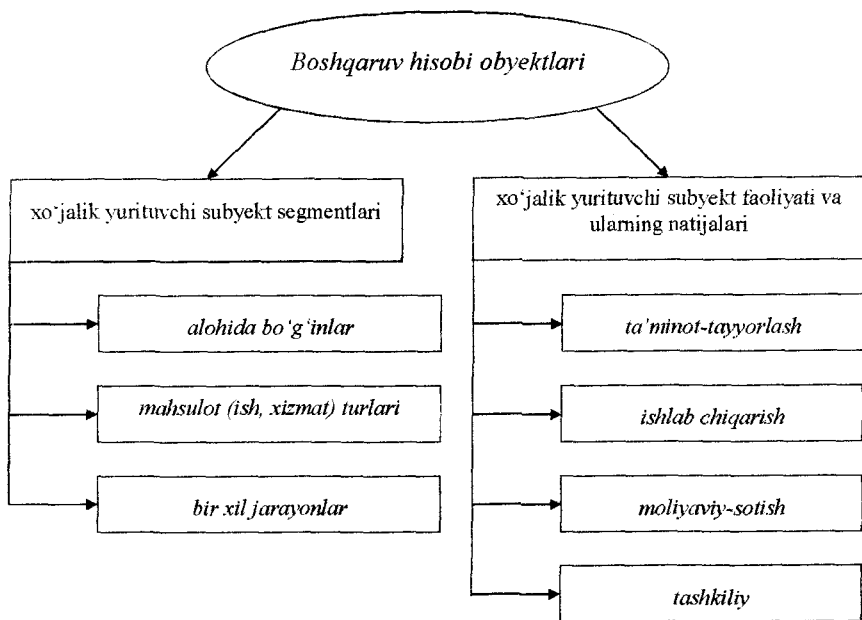 Boshqaruv hisobi obyektlari
xo‘jalik yurituvchi subyekt segmentlari
alohida bo‘g‘inlar
mahsulot (ish, xizmat) turlari
bir xil jarayonlar
xo‘jalik yurituvchi subyekt faoliyati va
ularning natijalari
ta’minot-tayyorlash
ishlab chiqarish
moliyaviy-sotish
tashkiliy